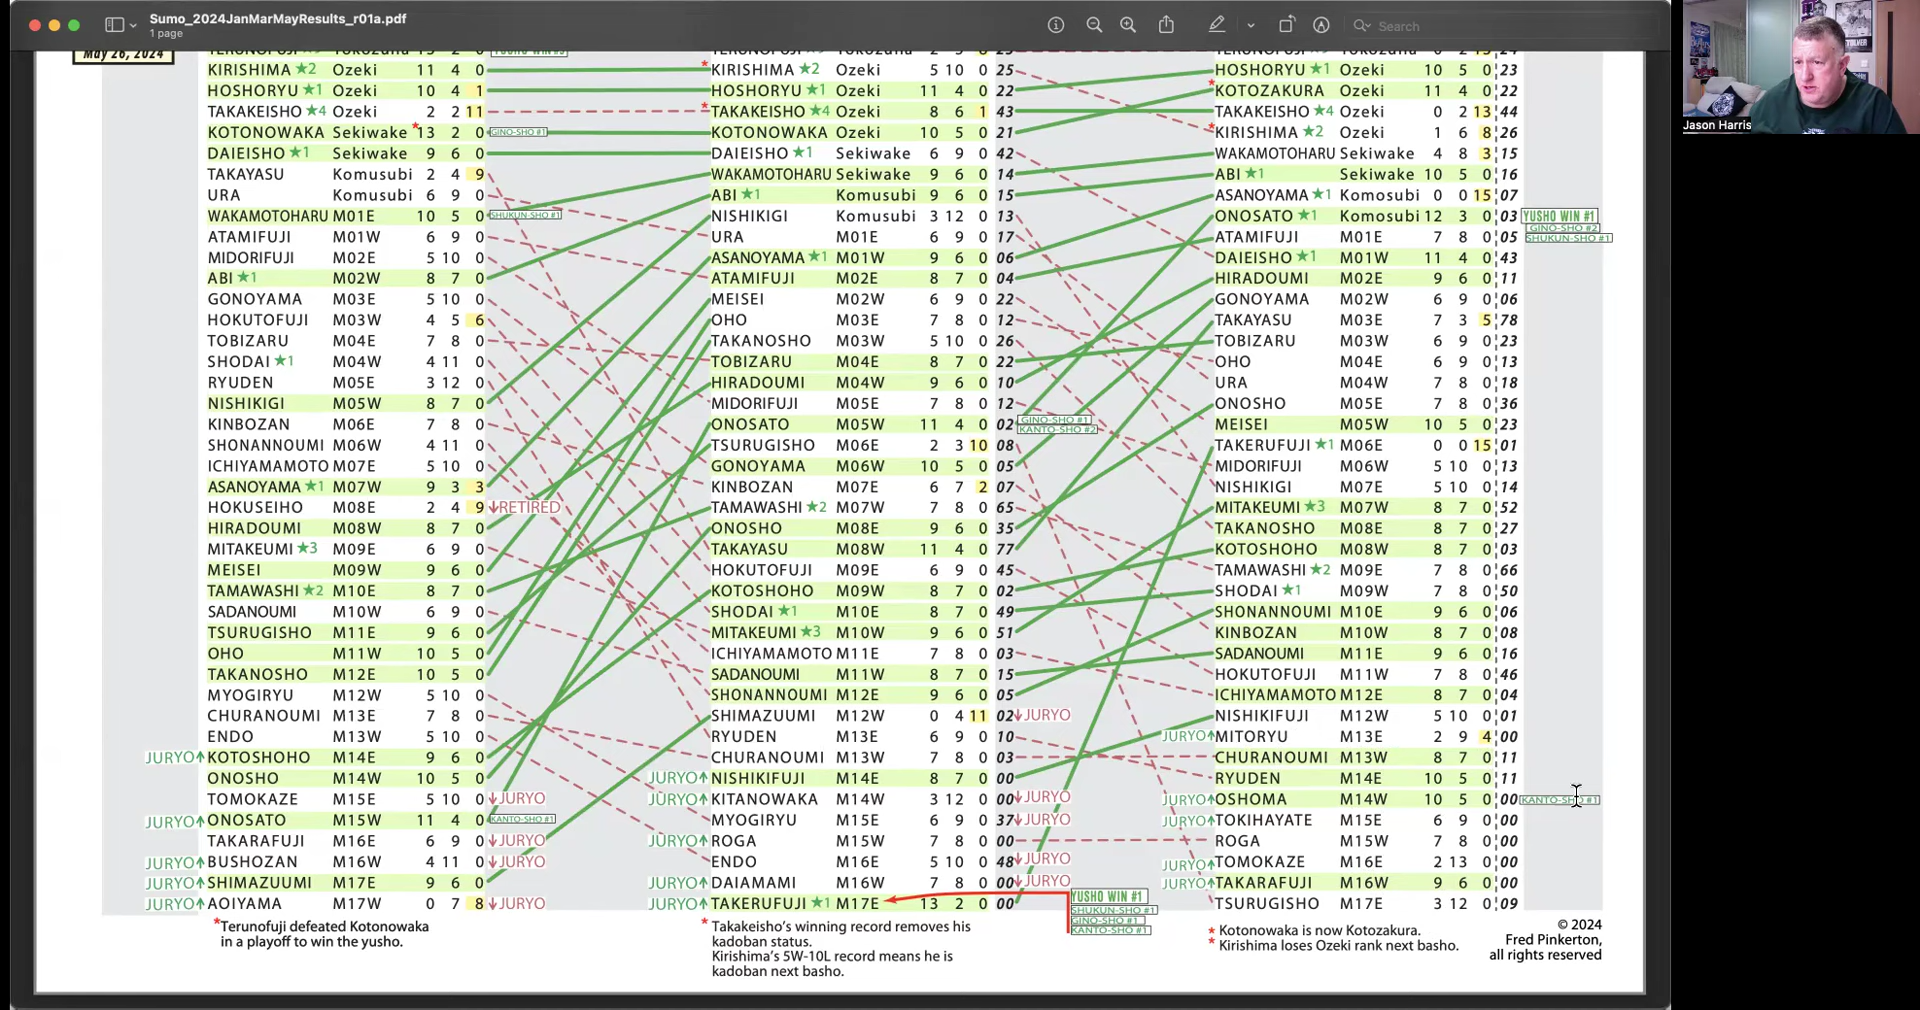 Sumo_2024JanMarMayResults_r01a.pdf
1 page
Search
Jason Harris
May 26, 2024
KIRISHIMA ★2 Ozeki 11 4 0
HOSHORYU ★1 Ozeki 10 4 1
TAKAKEISHO ★4 Ozeki 2 2 11
KOTONOWAKA Sekiwake *13 2 0 GINO-SHO #1
DAIEISHO ★1 Sekiwake 9 6 0
TAKAYASU Komusubi 2 4 9
URA Komusubi 6 9 0
WAKAMOTOHARU M01E 10 5 0 SHUKUN-SHO #1
ATAMIFUJI M01W 6 9 0
MIDORIFUJI M02E 5 10 0
ABI ★1 M02W 8 7 0
GONOYAMA M03E 5 10 0
HOKUTOFUJI M03W 4 5 6
TOBIZARU M04E 7 8 0
SHODAI ★1 M04W 4 11 0
RYUDEN M05E 3 12 0
NISHIKIGI M05W 8 7 0
KINBOZAN M06E 7 8 0
SHONANNOUMI M06W 4 11 0
ICHIYAMAMOTO M07E 5 10 0
ASANOYAMA ★1 M07W 9 3 3
HOKUSEIHO M08E 2 4 9 ↓RETIRED
HIRADOUMI M08W 8 7 0
MITAKEUMI ★3 M09E 6 9 0
MEISEI M09W 9 6 0
TAMAWASHI ★2 M10E 8 7 0
SADANOUMI M10W 6 9 0
TSURUGISHO M11E 9 6 0
OHO M11W 10 5 0
TAKANOSHO M12E 10 5 0
MYOGIRYU M12W 5 10 0
CHURANOUMI M13E 7 8 0
ENDO M13W 5 10 0
JURYO↑ KOTOSHOHO M14E 9 6 0
ONOSHO M14W 10 5 0
TOMOKAZE M15E 5 10 0 ↓JURYO
JURYO↑ ONOSATO M15W 11 4 0 KANTO-SHO #1
TAKARAFUJI M16E 6 9 0 ↓JURYO
JURYO↑ BUSHOZAN M16W 4 11 0 ↓JURYO
JURYO↑ SHIMAZUUMI M17E 9 6 0
JURYO↑ AOIYAMA M17W 0 7 8 ↓JURYO
*Terunofuji defeated Kotonowaka
in a playoff to win the yusho.
*KIRISHIMA ★2 Ozeki 5 10 0 25
HOSHORYU ★1 Ozeki 11 4 0 22
*TAKAKEISHO ★4 Ozeki 8 6 1 43
KOTONOWAKA Ozeki 10 5 0 21
DAIEISHO ★1 Sekiwake 6 9 0 42
WAKAMOTOHARU Sekiwake 9 6 0 14
ABI ★1 Komusubi 9 6 0 15
NISHIKIGI Komusubi 3 12 0 13
URA M01E 6 9 0 17
ASANOYAMA ★1 M01W 9 6 0 06
ATAMIFUJI M02E 8 7 0 04
MEISEI M02W 6 9 0 22
OHO M03E 7 8 0 12
TAKANOSHO M03W 5 10 0 26
TOBIZARU M04E 8 7 0 22
HIRADOUMI M04W 9 6 0 10
MIDORIFUJI M05E 7 8 0 12
ONOSATO M05W 11 4 0 02 GINO-SHO #1
KANTO-SHO #2
TSURUGISHO M06E 2 3 10 08
GONOYAMA M06W 10 5 0 05
KINBOZAN M07E 6 7 2 07
TAMAWASHI ★2 M07W 7 8 0 65
ONOSHO M08E 9 6 0 35
TAKAYASU M08W 11 4 0 77
HOKUTOFUJI M09E 6 9 0 45
KOTOSHOHO M09W 8 7 0 02
SHODAI ★1 M10E 8 7 0 49
MITAKEUMI ★3 M10W 9 6 0 51
ICHIYAMAMOTO M11E 7 8 0 03
SADANOUMI M11W 8 7 0 15
SHONANNOUMI M12E 9 6 0 05
SHIMAZUUMI M12W 0 4 11 02 ↓JURYO
RYUDEN M13E 6 9 0 10
CHURANOUMI M13W 7 8 0 03
JURYO↑ NISHIKIFUJI M14E 8 7 0 00
JURYO↑ KITANOWAKA M14W 3 12 0 00 ↓JURYO
MYOGIRYU M15E 6 9 0 37 ↓JURYO
JURYO↑ ROGA M15W 7 8 0 00
ENDO M16E 5 10 0 48 ↓JURYO
JURYO↑ DAIAMAMI M16W 7 8 0 00 ↓JURYO
JURYO↑ TAKERUFUJI ★1 M17E 13 2 0 00
YUSHO WIN #1
SHUKUN-SHO #1
GINO-SHO #1
KANTO-SHO #1
* Takakeisho's winning record removes his
kadoban status.
Kirishima's 5W-10L record means he is
kadoban next basho.
HOSHORYU ★1 Ozeki 10 5 0 23
*KOTOZAKURA Ozeki 11 4 0 22
TAKAKEISHO ★4 Ozeki 0 2 13 44
*KIRISHIMA ★2 Ozeki 1 6 8 26
WAKAMOTOHARU Sekiwake 4 8 3 15
ABI ★1 Sekiwake 10 5 0 16
ASANOYAMA ★1 Komosubi 0 0 15 07
ONOSATO ★1 Komosubi 12 3 0 03 YUSHO WIN #1
GINO-SHO #2
SHUKUN-SHO #1
ATAMIFUJI M01E 7 8 0 05
DAIEISHO ★1 M01W 11 4 0 43
HIRADOUMI M02E 9 6 0 11
GONOYAMA M02W 6 9 0 06
TAKAYASU M03E 7 3 5 78
TOBIZARU M03W 6 9 0 23
OHO M04E 6 9 0 13
URA M04W 7 8 0 18
ONOSHO M05E 7 8 0 36
MEISEI M05W 10 5 0 23
TAKERUFUJI ★1 M06E 0 0 15 01
MIDORIFUJI M06W 5 10 0 13
NISHIKIGI M07E 5 10 0 14
MITAKEUMI ★3 M07W 8 7 0 52
TAKANOSHO M08E 8 7 0 27
KOTOSHOHO M08W 8 7 0 03
TAMAWASHI ★2 M09E 7 8 0 66
SHODAI ★1 M09W 7 8 0 50
SHONANNOUMI M10E 9 6 0 06
KINBOZAN M10W 8 7 0 08
SADANOUMI M11E 9 6 0 16
HOKUTOFUJI M11W 7 8 0 46
ICHIYAMAMOTO M12E 8 7 0 04
NISHIKIFUJI M12W 5 10 0 01
JURYO↑ MITORYU M13E 2 9 4 00
CHURANOUMI M13W 8 7 0 11
RYUDEN M14E 10 5 0 11
JURYO↑ OSHOMA M14W 10 5 0 00 KANTO-SHO #1
JURYO↑ TOKIHAYATE M15E 6 9 0 00
ROGA M15W 7 8 0 00
JURYO↑ TOMOKAZE M16E 2 13 0 00
JURYO↑ TAKARAFUJI M16W 9 6 0 00
TSURUGISHO M17E 3 12 0 09
* Kotonowaka is now Kotozakura.
* Kirishima loses Ozeki rank next basho.
© 2024
Fred Pinkerton,
all rights reserved